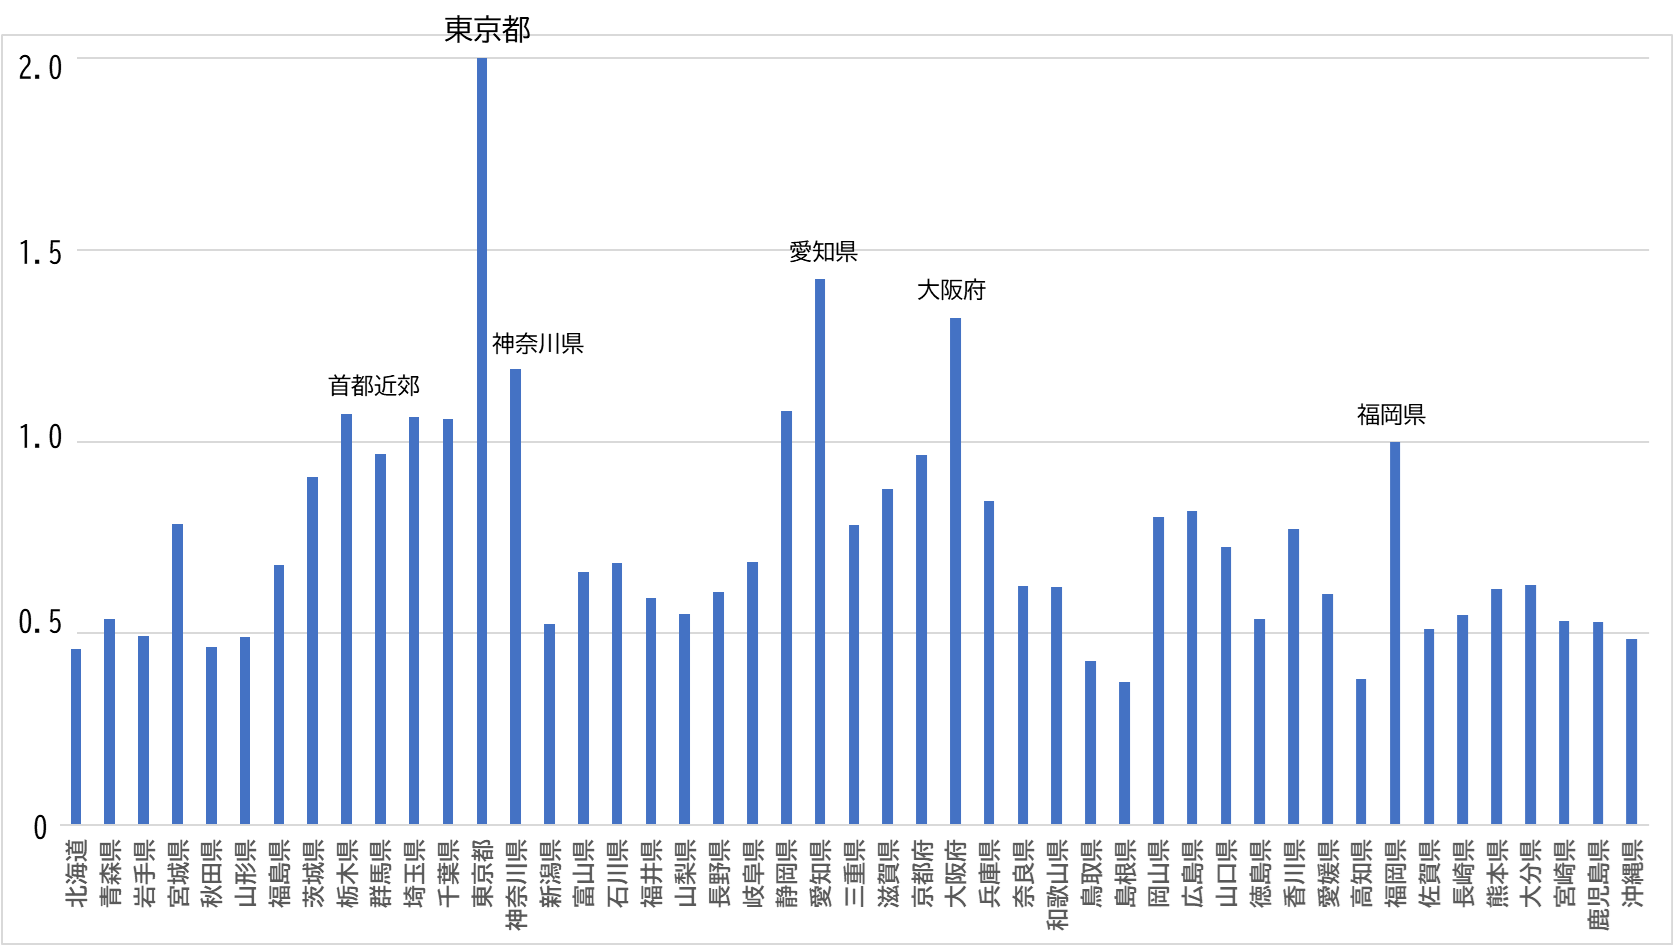 東京都
2.0
1.5
愛知県
大阪府
神奈川県
首都近郊
福岡県
1.0
0.5
0
北海道
青森県
岩手県
宮城県
秋田県
山形県
福島県
茨城県
栃木県
群馬県
埼玉県
千葉県
東京都
神奈川県
新潟県
富山県
石川県
福井県
山梨県
長野県
岐阜県
静岡県
愛知県
三重県
滋賀県
京都府
大阪府
兵庫県
奈良県
和歌山県
鳥取県
島根県
岡山県
広島県
山口県
徳島県
香川県
愛媛県
高知県
福岡県
佐賀県
長崎県
熊本県
大分県
宮崎県
鹿児島県
沖縄県